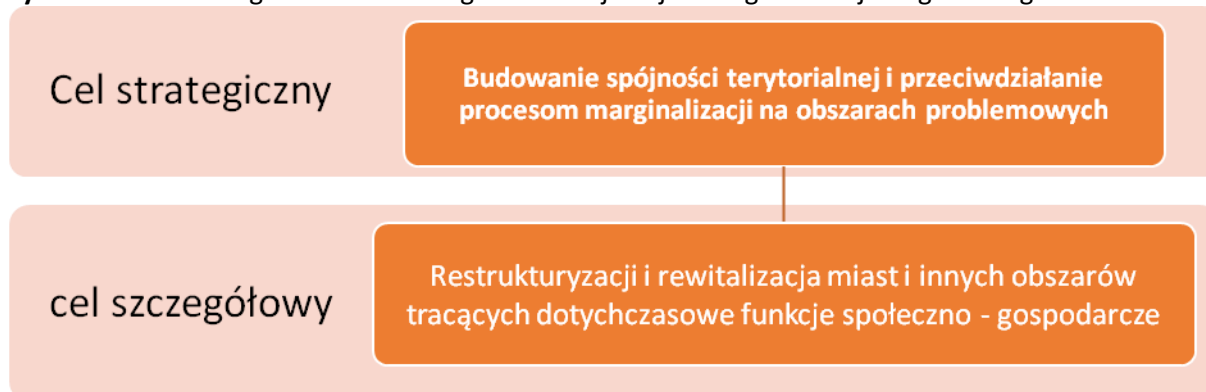 Cel strategiczny
Budowanie spójności terytorialnej i przeciwdziałanie
procesom marginalizacji na obszarach problemowych
cel szczegółowy
Restrukturyzacji i rewitalizacja miast i innych obszarów
tracących dotychczasowe funkcje społeczno - gospodarcze